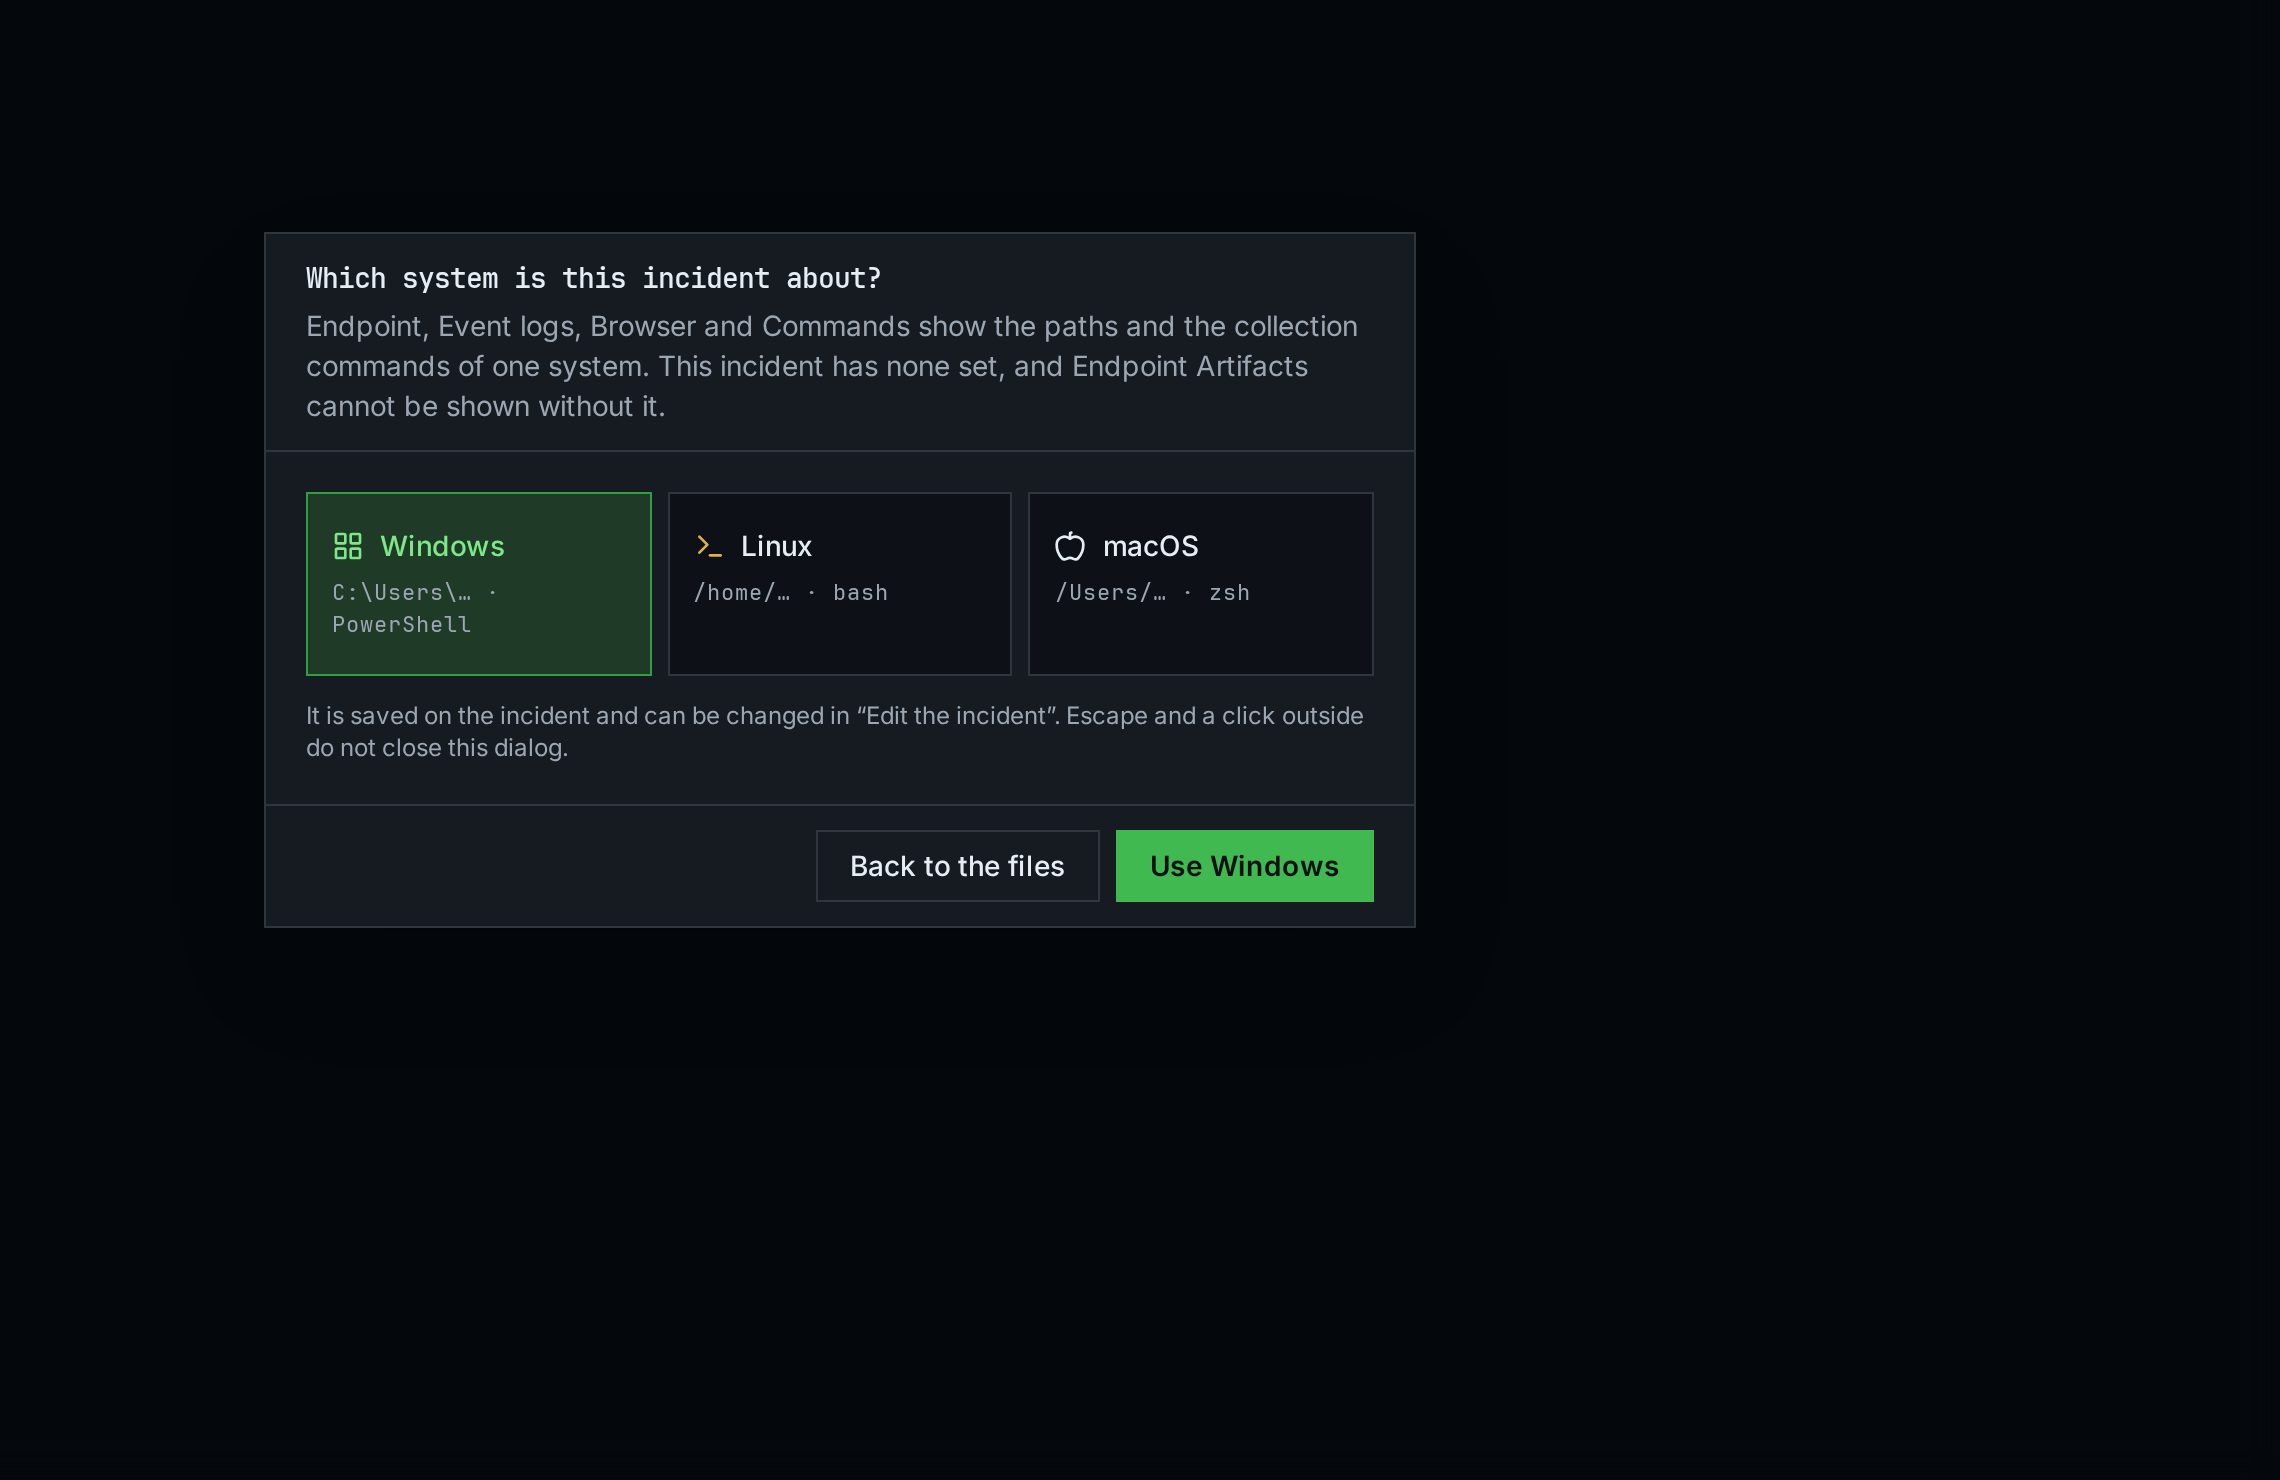 Which system is this incident about?
Endpoint, Event logs, Browser and Commands show the paths and the collection
commands of one system. This incident has none set, and Endpoint Artifacts
cannot be shown without it.
Windows
C:\Users\… ·
PowerShell
Linux
/home/… · bash
macOS
/Users/… · zsh
It is saved on the incident and can be changed in “Edit the incident”. Escape and a click outside
do not close this dialog.
Back to the files
Use Windows